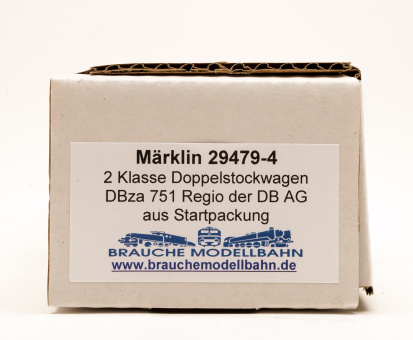 Märklin 29479-4
2 Klasse Doppelstockwagen
DBza 751 Regio der DB AG
aus Startpackung
BRAUCHE MODELLBAHN
www.brauchemodellbahn.de